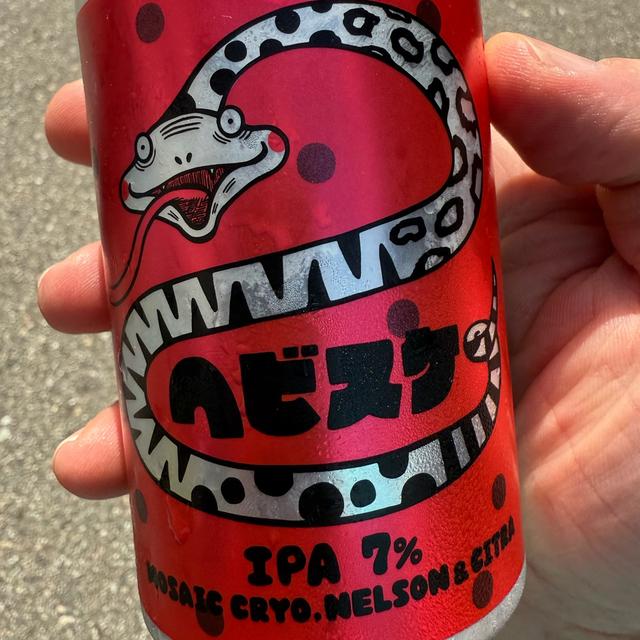 ヘビスケ
IPA 7%
MOSAIC CRYO, NELSON & CITRA